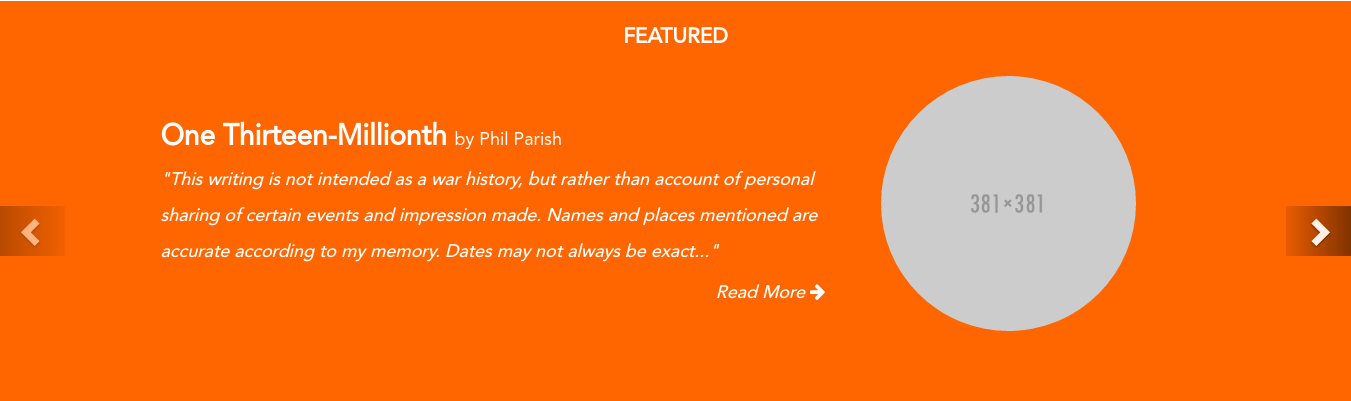 FEATURED
One Thirteen-Millionth by Phil Parish
"This writing is not intended as a war history, but rather than account of personal
sharing of certain events and impression made. Names and places mentioned are
accurate according to my memory. Dates may not always be exact..."
Read More
381×381